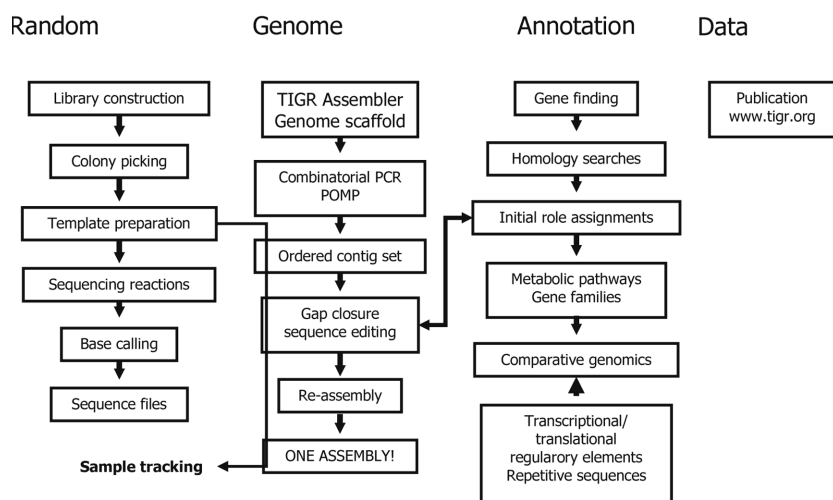 Random
Library construction
Colony picking
Template preparation
Sequencing reactions
Base calling
Sequence files
Sample tracking
Genome
TIGR Assembler
Genome scaffold
Combinatorial PCR
POMP
Ordered contig set
Gap closure
sequence editing
Re-assembly
ONE ASSEMBLY!
Annotation
Gene finding
Homology searches
Initial role assignments
Metabolic pathways
Gene families
Comparative genomics
Transcriptional/
translational
regularory elements
Repetitive sequences
Data
Publication
www.tigr.org